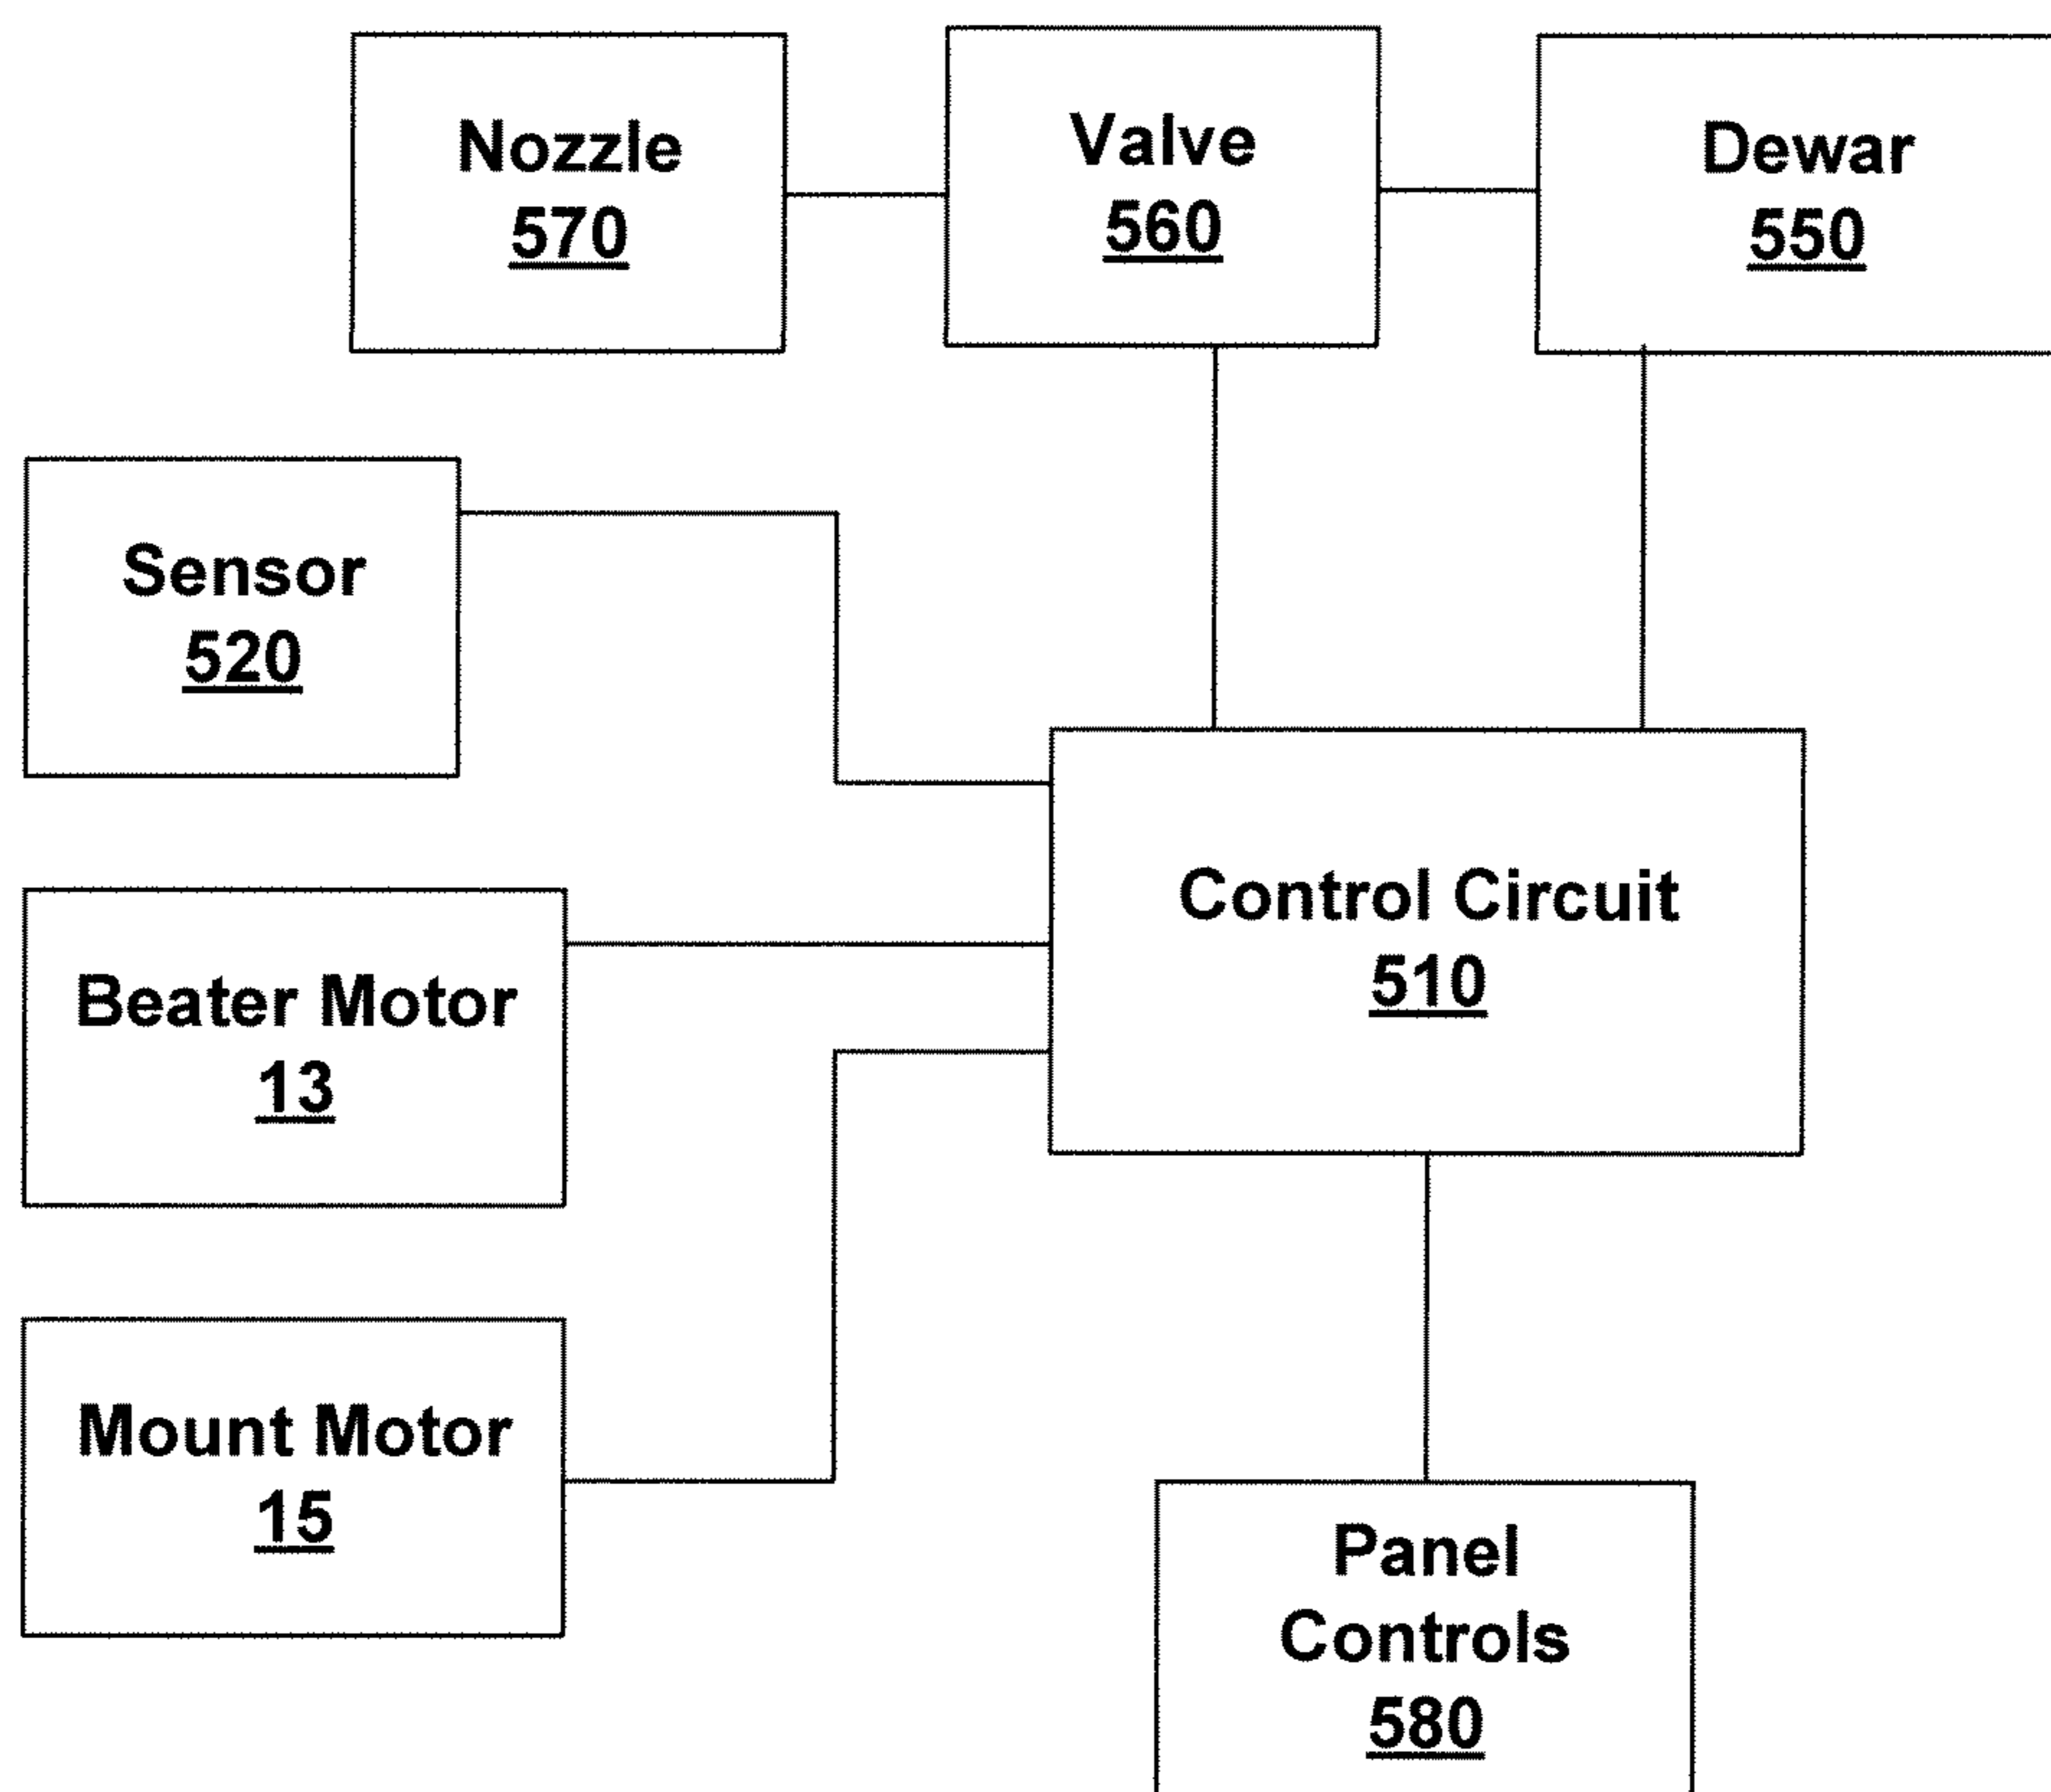 Nozzle
570
Valve
560
Dewar
550
Sensor
520
Control Circuit
510
Beater Motor
13
Mount Motor
15
Panel
Controls
580